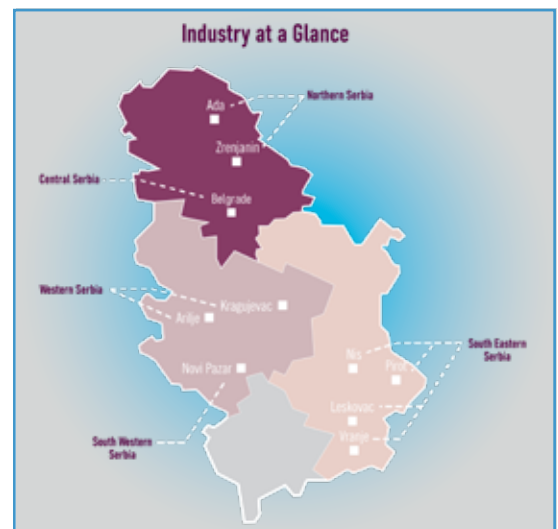 Industry at a Glance
Ada
Northern Serbia
Zrenjanin
Central Serbia
Belgrade
Western Serbia
Kragujevac
Arilje
Nis
South Eastern
Serbia
Pirot
Novi Pazar
Leskovac
Vranje
South Western
Serbia